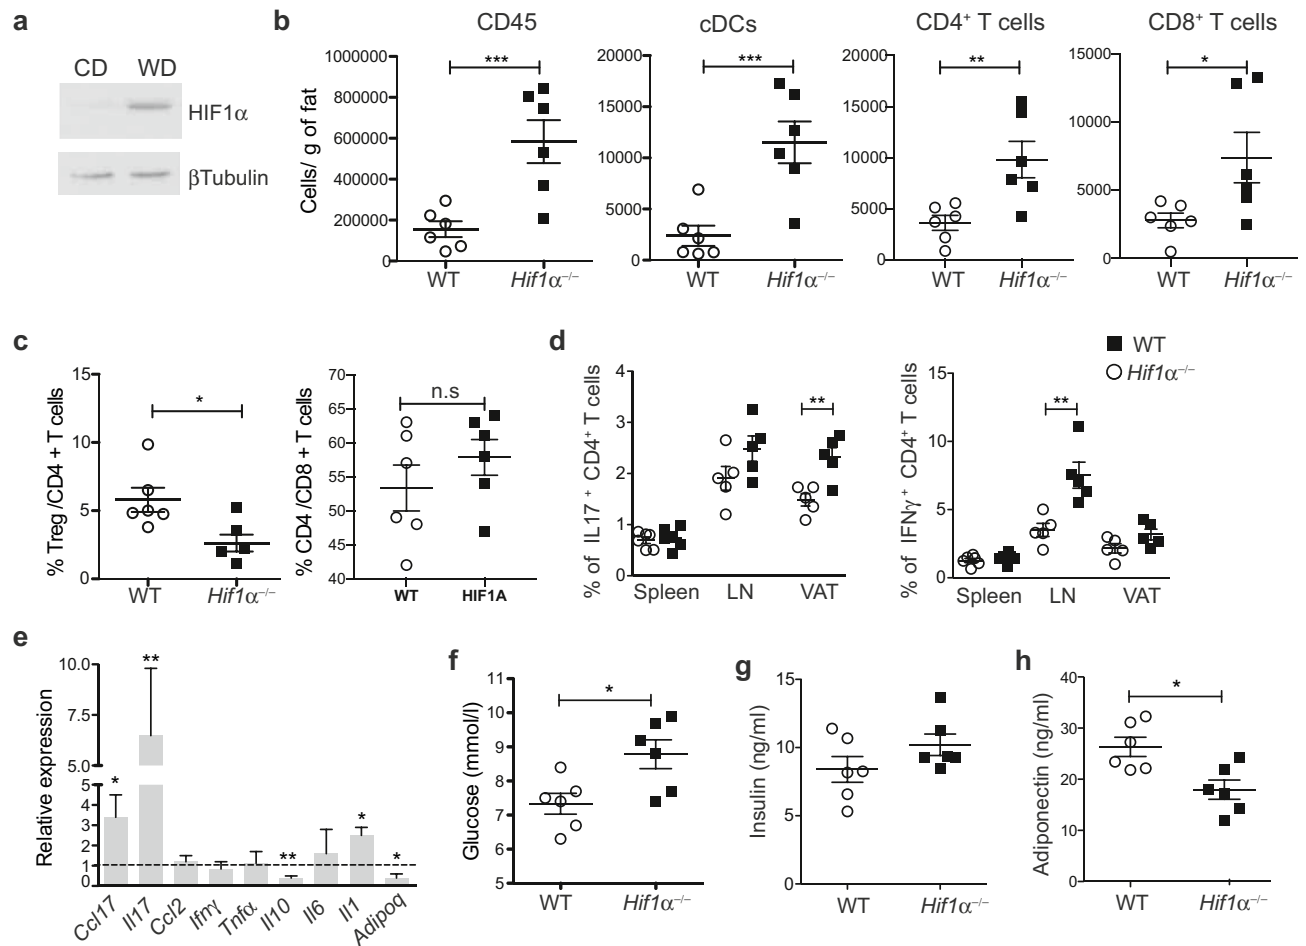 a
CD WD
HIF1α
βTubulin
b
CD45
cDCs
CD4⁺ T cells
CD8⁺ T cells
Cells/ g of fat
1000000
800000
600000
400000
200000
0
***
WT Hif1α⁻/⁻
20000
15000
10000
5000
0
***
WT Hif1α⁻/⁻
20000
15000
10000
5000
0
**
WT Hif1α⁻/⁻
15000
10000
5000
0
*
WT Hif1α⁻/⁻
c
% Treg /CD4 + T cells
15
10
5
0
*
WT Hif1α⁻/⁻
% CD4 /CD8 + T cells
70
65
60
55
50
45
40
n.s
WT HIF1A
d
WT
Hif1α⁻/⁻
% of IL17 ⁺ CD4⁺ T cells
4
3
2
1
0
**
Spleen LN VAT
% of IFNγ⁺ CD4⁺ T cells
15
10
5
0
**
Spleen LN VAT
e
Relative expression
10.0
7.5
5.0
5
4
3
2
1
0
* ** ** * *
Ccl17 Il17 Ccl2 Ifnγ Tnfα Il10 Il6 Il1 Adipoq
f
Glucose (mmol/l)
11
10
9
8
7
6
5
*
WT Hif1α⁻/⁻
g
Insulin (ng/ml)
15
10
5
0
WT Hif1α⁻/⁻
h
Adiponectin (ng/ml)
40
30
20
10
0
*
WT Hif1α⁻/⁻